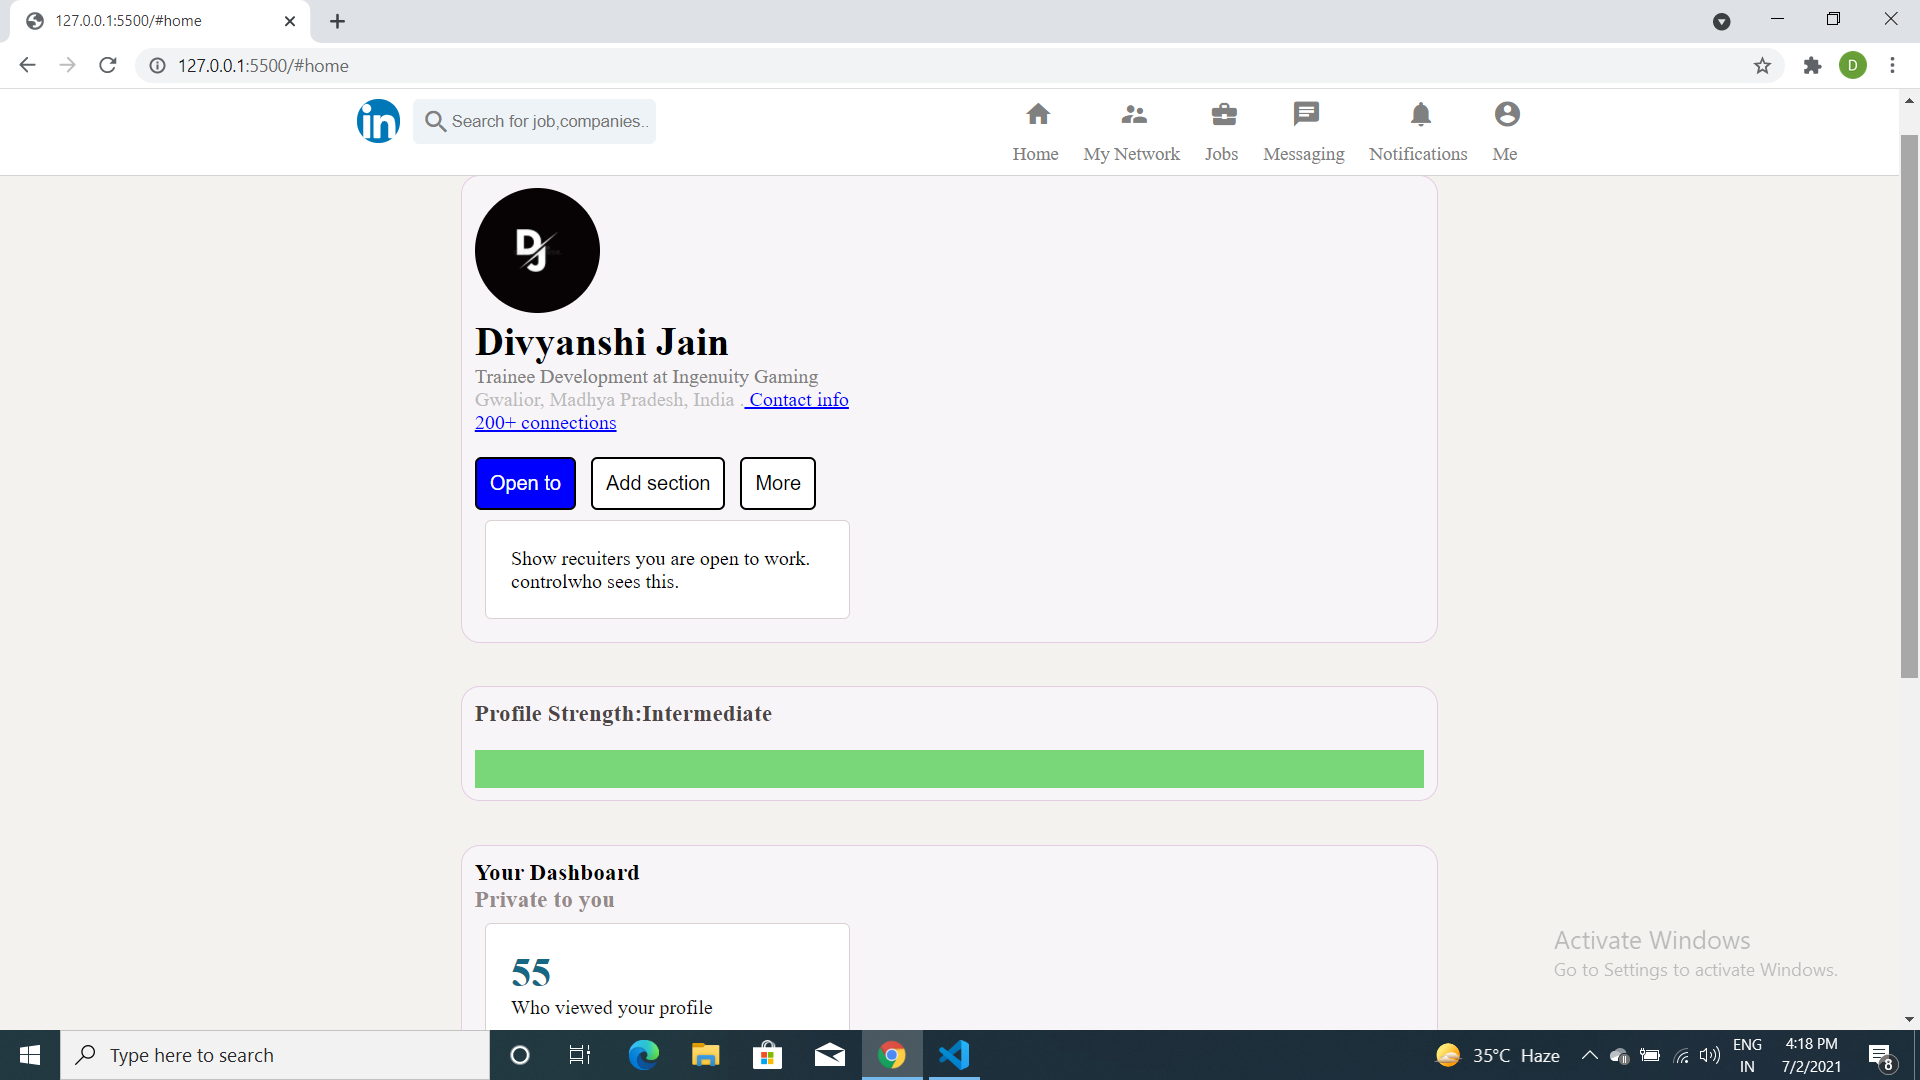 127.0.0.1:5500/#home
127.0.0.1:5500/#home
D
in
Search for job,companies..
Home
My Network
Jobs
Messaging
Notifications
Me
DJ
Divyanshi Jain
Trainee Development at Ingenuity Gaming
Gwalior, Madhya Pradesh, India . Contact info
200+ connections
Open to
Add section
More
Show recuiters you are open to work.
controlwho sees this.
Profile Strength:Intermediate
Your Dashboard
Private to you
55
Who viewed your profile
Activate Windows
Go to Settings to activate Windows.
Type here to search
35°C Haze
ENG
IN
4:18 PM
7/2/2021
8